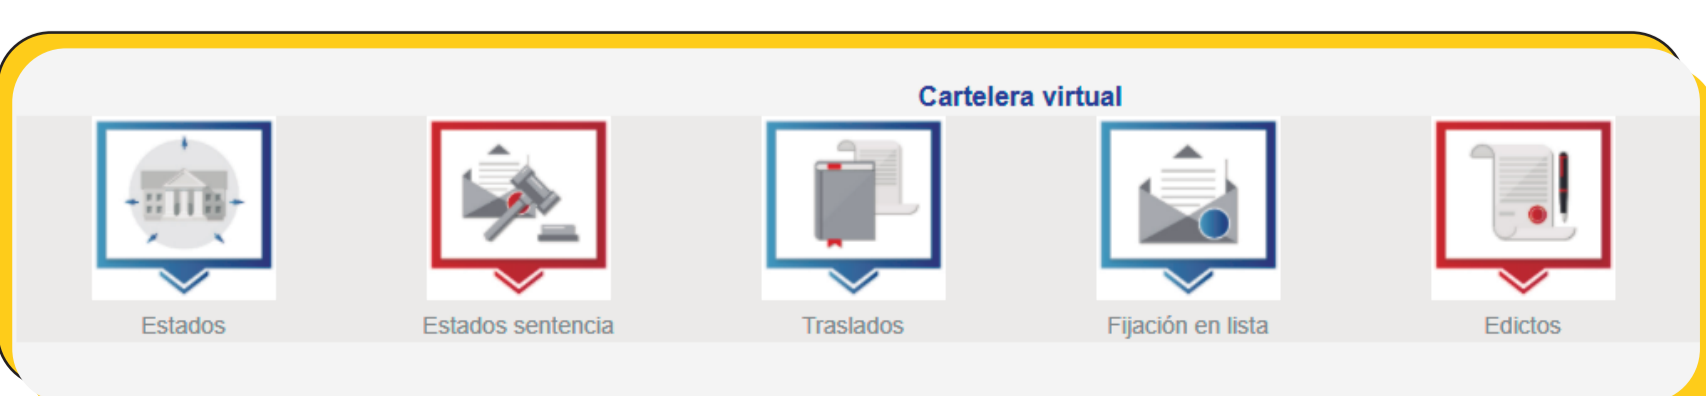 Cartelera virtual
Estados
Estados sentencia
Traslados
Fijación en lista
Edictos